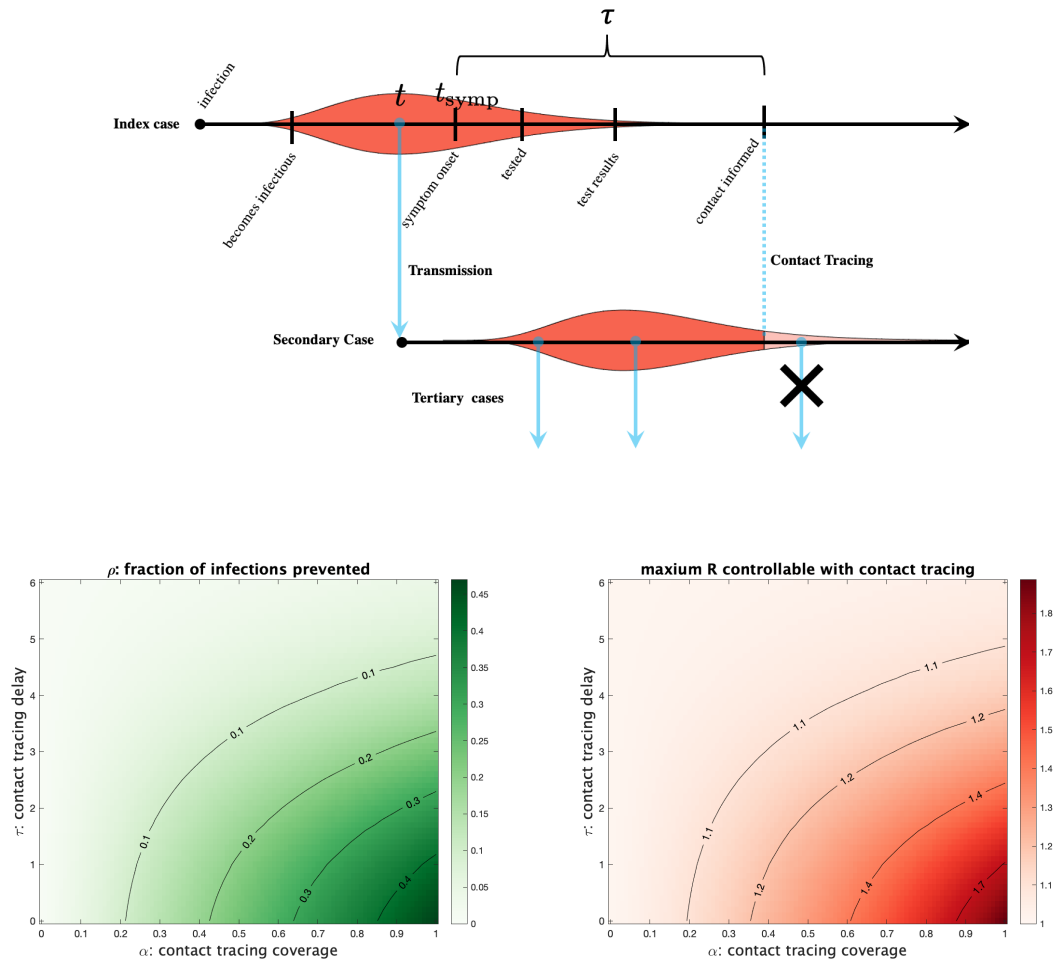 τ
infection
t
t_symp
Index case
becomes infectious
symptom onset
tested
test results
contact informed
Transmission
Contact Tracing
Secondary Case
Tertiary cases
ρ: fraction of infections prevented
6
5
4
3
2
1
0
τ: contact tracing delay
0 0.1 0.2 0.3 0.4 0.5 0.6 0.7 0.8 0.9 1
α: contact tracing coverage
0.1
0.1
0.1
0.2
0.2
0.3
0.3
0.4
0.45
0.4
0.35
0.3
0.25
0.2
0.15
0.1
0.05
0
maxium R controllable with contact tracing
6
5
4
3
2
1
0
τ: contact tracing delay
0 0.1 0.2 0.3 0.4 0.5 0.6 0.7 0.8 0.9 1
α: contact tracing coverage
1.1
1.1
1.1
1.2
1.2
1.2
1.4
1.4
1.7
1.8
1.7
1.6
1.5
1.4
1.3
1.2
1.1
1